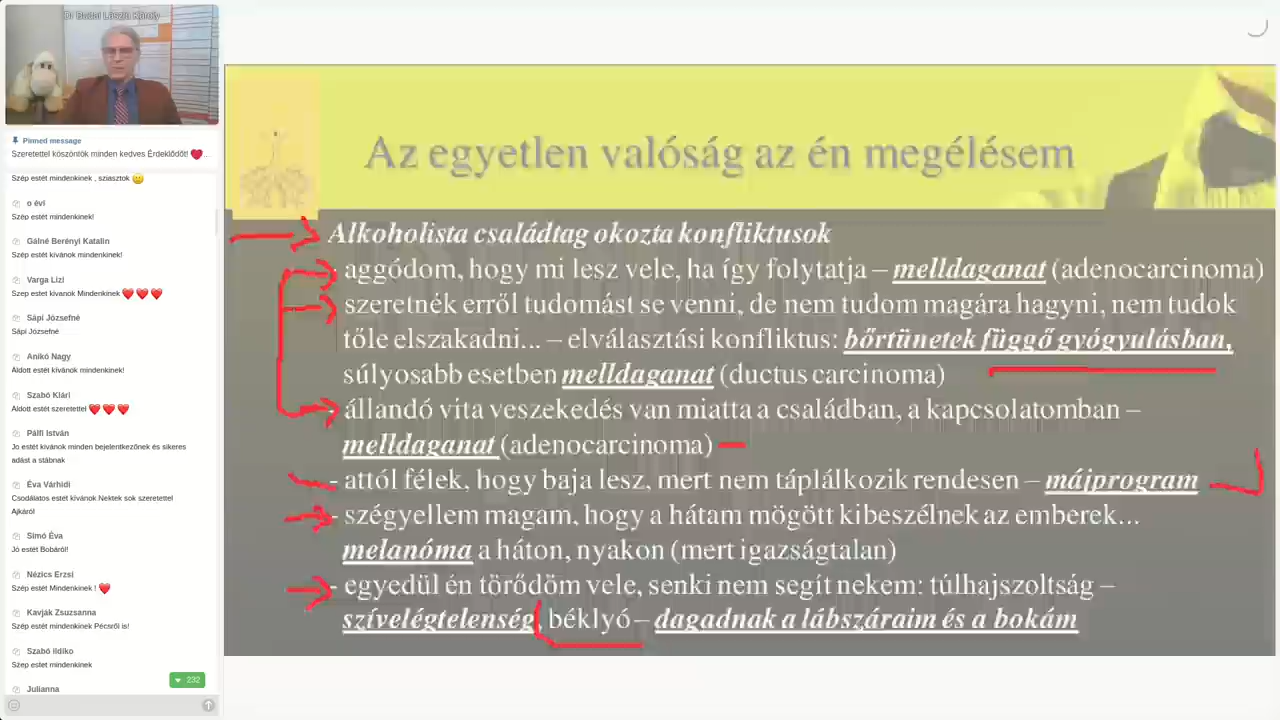 Dr Bodai László Károly
Pinned message
Szeretettel köszöntök minden kedves Érdeklődőt! ❤️...
Szép estét mindenkinek , sziasztok 🙂
o évi
Szép estét mindenkinek!
Gálné Berényi Katalin
Szép estét kívánok mindenkinek!
Varga Lizi
Szep estet kivanok Mindenkinek ❤️ ❤️ ❤️
Sápi Józsefné
Sápi Józsefné
Anikó Nagy
Áldott estét kívánok mindenkinek!
Szabó Klári
Áldott estét szeretettel ❤️ ❤️ ❤️
Pálfi István
Jo estét kívánok minden bejelentkezőnek és sikeres
adást a stábnak
Éva Várhidi
Csodálatos estét kívánok Nektek sok szeretettel
Ajkáról
Simó Éva
Jó estét Bobáról!
Nézics Erzsi
Szép estét Mindenkinek ! ❤️
Kavják Zsuzsanna
Szép estét mindenkinek Pécsről is!
Szabó ildiko
Szep estet mindenkinek
Julianna
232
Az egyetlen valóság az én megélésem
Alkoholista családtag okozta konfliktusok
- aggódom, hogy mi lesz vele, ha így folytatja – melldaganat (adenocarcinoma)
- szeretnék erről tudomást se venni, de nem tudom magára hagyni, nem tudok
tőle elszakadni... – elválasztási konfliktus: bőrtünetek függő gyógyulásban,
súlyosabb esetben melldaganat (ductus carcinoma)
- állandó vita veszekedés van miatta a családban, a kapcsolatomban –
melldaganat (adenocarcinoma)
- attól félek, hogy baja lesz, mert nem táplálkozik rendesen – májprogram
- szégyellem magam, hogy a hátam mögött kibeszélnek az emberek...
melanóma a háton, nyakon (mert igazságtalan)
- egyedül én törődöm vele, senki nem segít nekem: túlhajszoltság –
szívelégtelenség, béklyó – dagadnak a lábszáraim és a bokám